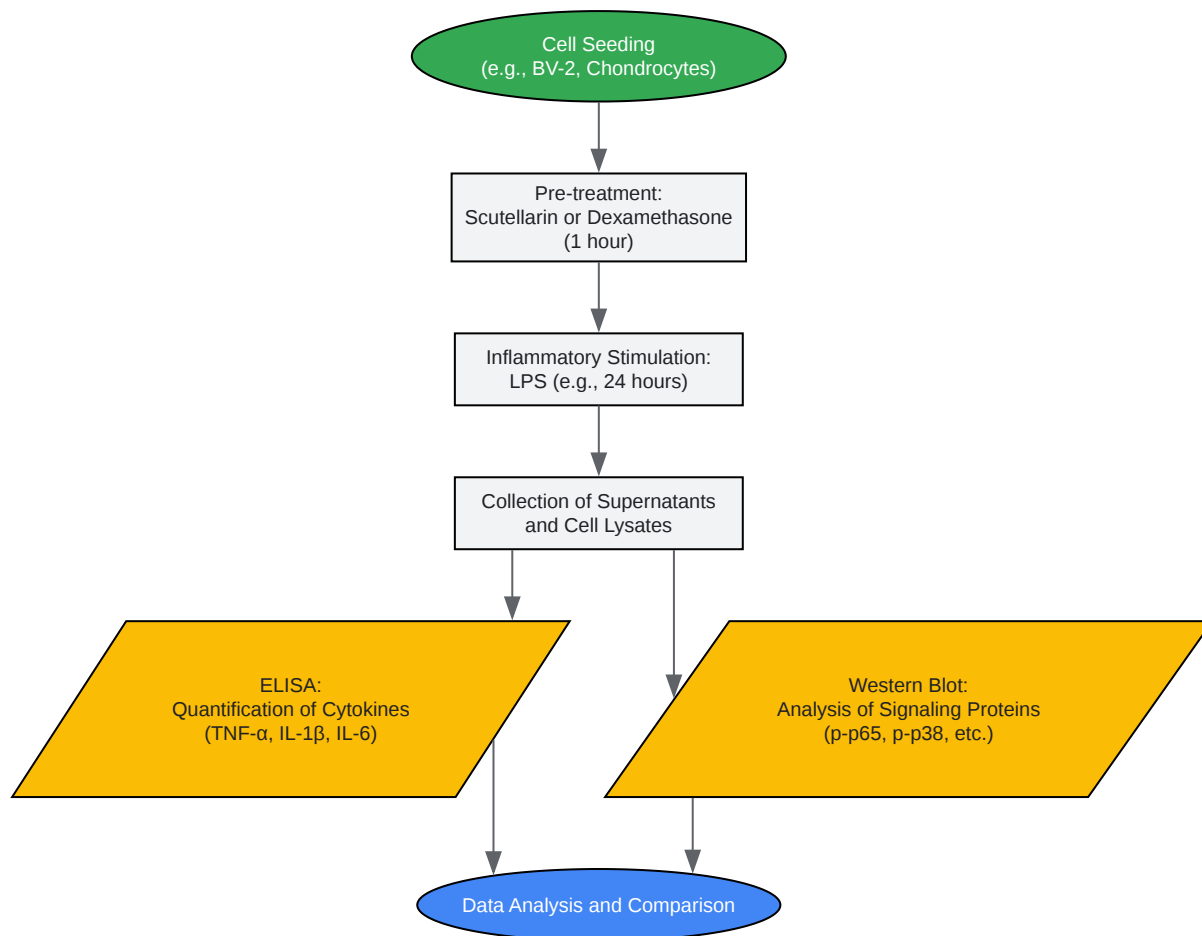 Cell Seeding
(e.g., BV-2, Chondrocytes)
Pre-treatment:
Scutellarin or Dexamethasone
(1 hour)
Inflammatory Stimulation:
LPS (e.g., 24 hours)
Collection of Supernatants
and Cell Lysates
ELISA:
Quantification of Cytokines
(TNF-α, IL-1β, IL-6)
Western Blot:
Analysis of Signaling Proteins
(p-p65, p-p38, etc.)
Data Analysis and Comparison